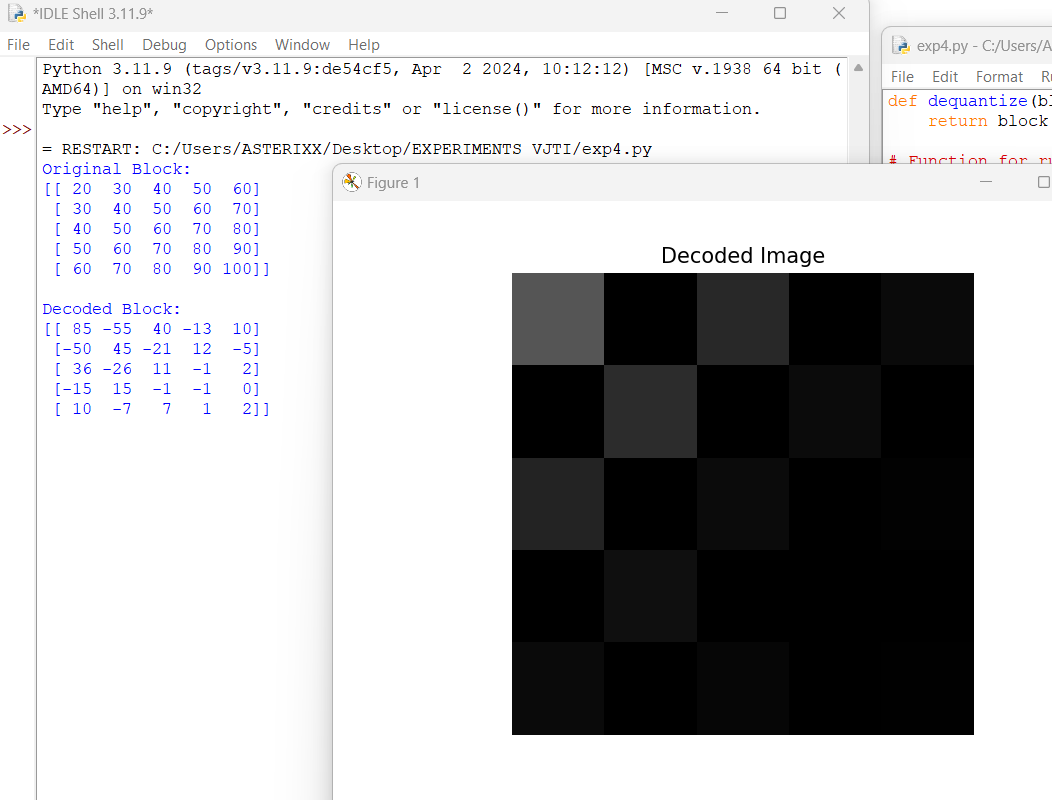 *IDLE Shell 3.11.9*
File Edit Shell Debug Options Window Help
Python 3.11.9 (tags/v3.11.9:de54cf5, Apr  2 2024, 10:12:12) [MSC v.1938 64 bit (
AMD64)] on win32
Type "help", "copyright", "credits" or "license()" for more information.
>>>
= RESTART: C:/Users/ASTERIXX/Desktop/EXPERIMENTS VJTI/exp4.py
Original Block:
[[ 20  30  40  50  60]
 [ 30  40  50  60  70]
 [ 40  50  60  70  80]
 [ 50  60  70  80  90]
 [ 60  70  80  90 100]]
Decoded Block:
[[ 85 -55  40 -13  10]
 [-50  45 -21  12  -5]
 [ 36 -26  11  -1   2]
 [-15  15  -1  -1   0]
 [ 10  -7   7   1   2]]
exp4.py - C:/Users/A
File Edit Format
def dequantize(bl
    return block
# Function for ru
Figure 1
Decoded Image